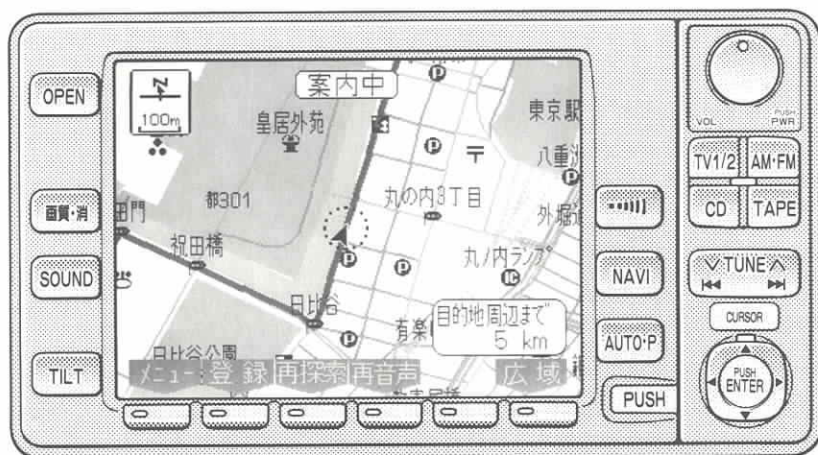 OPEN
画質・消
SOUND
TILT
100m
案内中
皇居外苑
東京駅
P
〒
八重洲
P
P
都301
丸の内3丁目
外堀
田門
祝田橋
丸ノ内ランプ
P
P
IC
日比谷
目的地周辺まで
5 km
P
有楽
日比谷公園
メニュー 登録 再探索 再音声 広域
VOL
PUSH
PWR
TV1/2
AM・FM
CD
TAPE
NAVI
TUNE
AUTO・P
CURSOR
PUSH
ENTER
PUSH